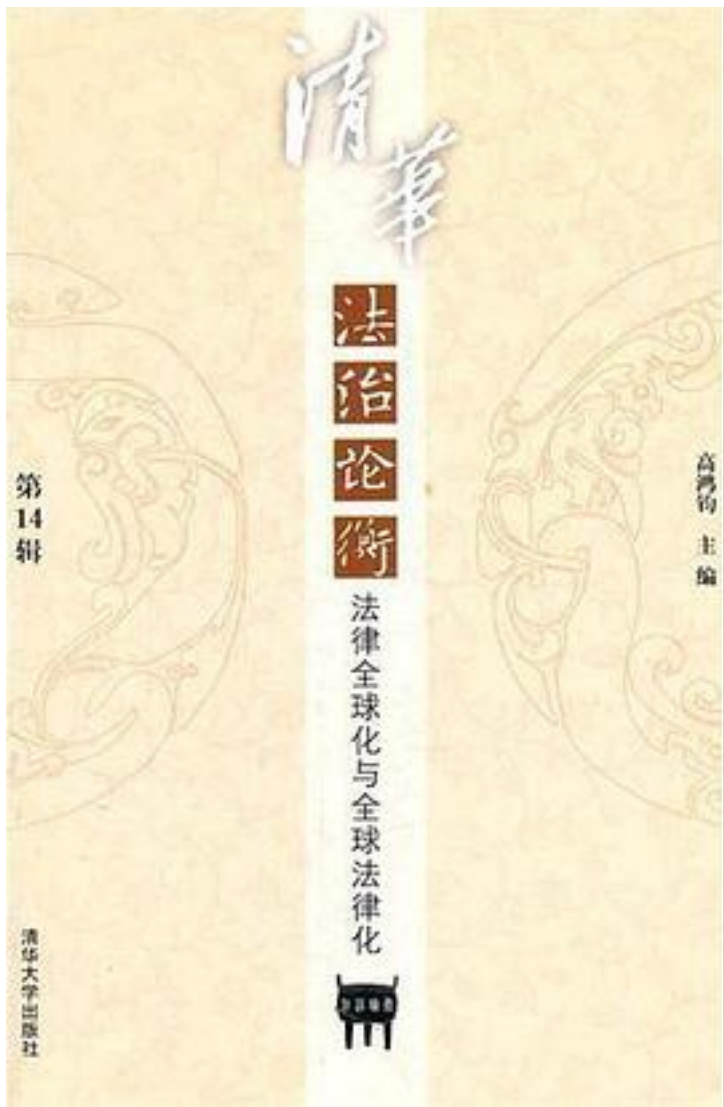 清華
法治论衡
法律全球化与全球法律化
第14辑
高鸿钧 主编
清华大学出版社